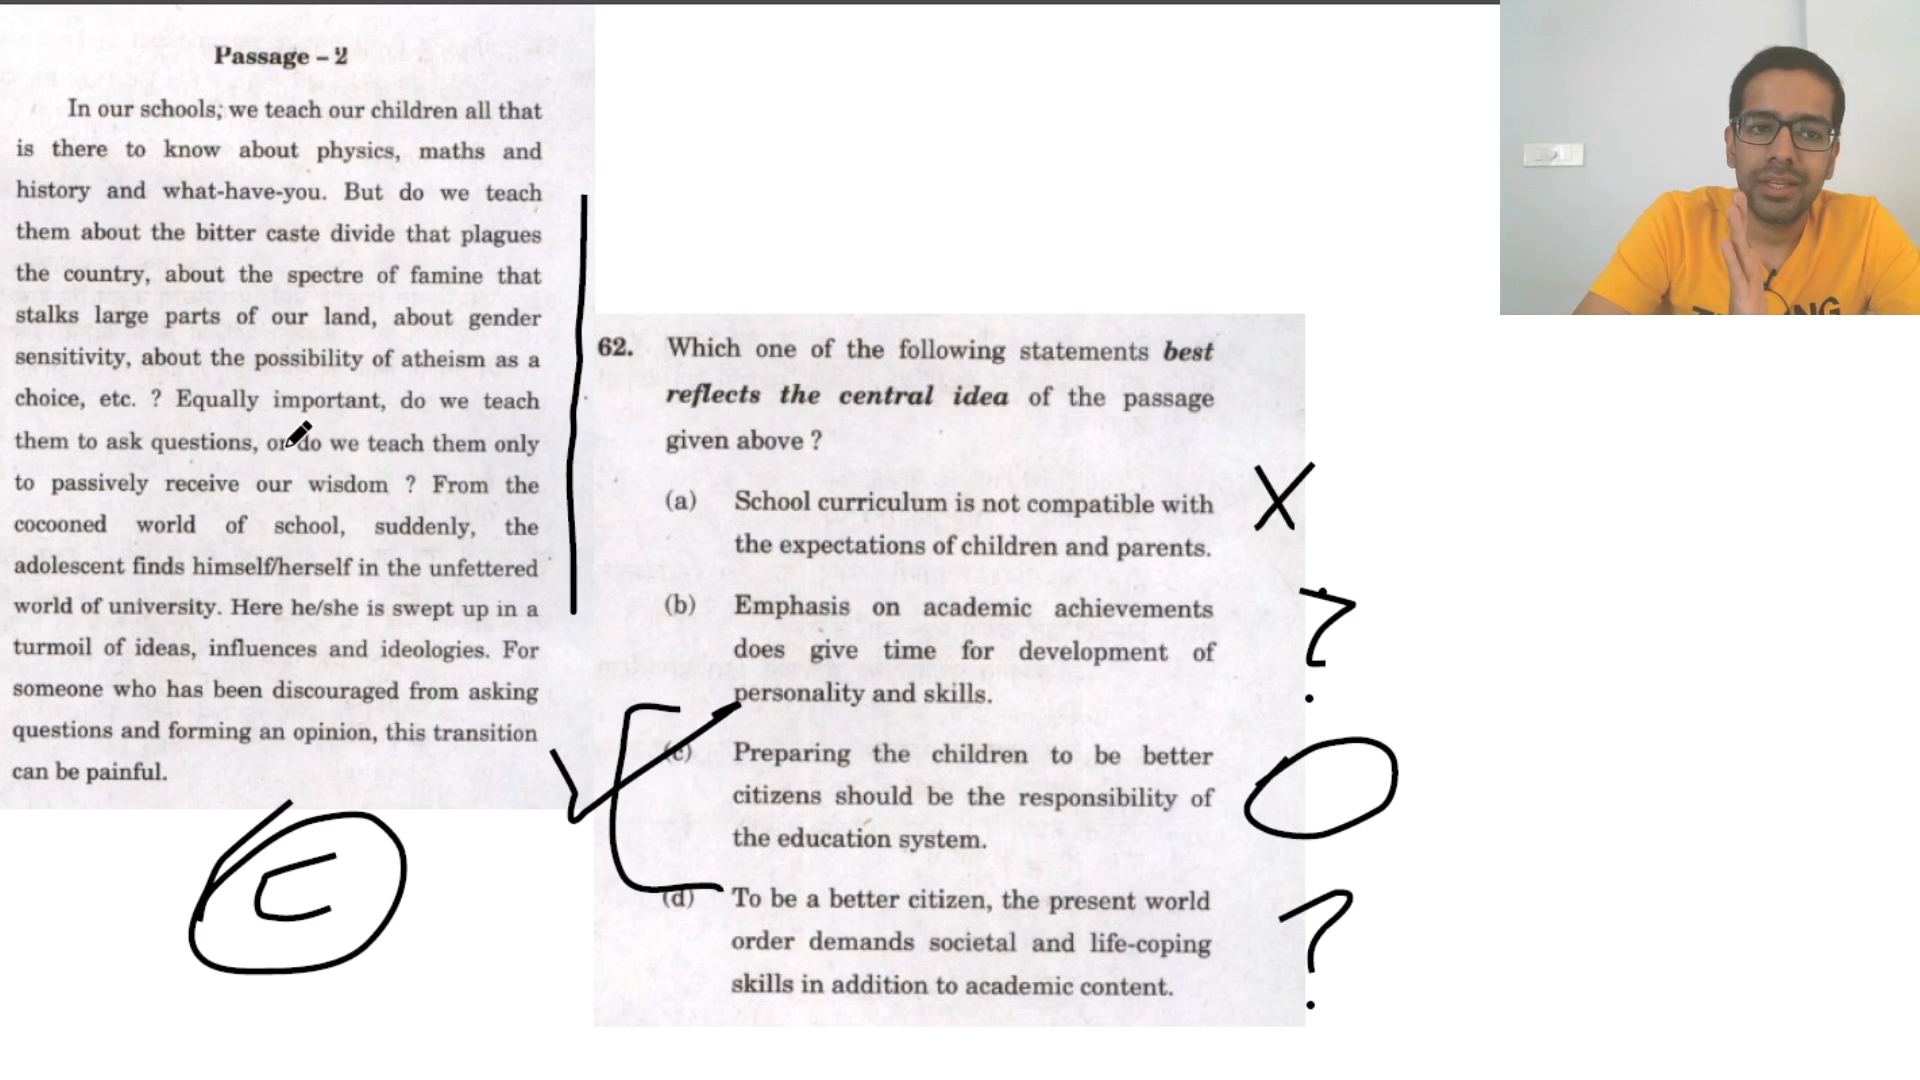 Passage – 2
In our schools, we teach our children all that
is there to know about physics, maths and
history and what-have-you. But do we teach
them about the bitter caste divide that plagues
the country, about the spectre of famine that
stalks large parts of our land, about gender
sensitivity, about the possibility of atheism as a
choice, etc. ? Equally important, do we teach
them to ask questions, or do we teach them only
to passively receive our wisdom ? From the
cocooned world of school, suddenly, the
adolescent finds himself/herself in the unfettered
world of university. Here he/she is swept up in a
turmoil of ideas, influences and ideologies. For
someone who has been discouraged from asking
questions and forming an opinion, this transition
can be painful.
C
62. Which one of the following statements best
reflects the central idea of the passage
given above ?
(a) School curriculum is not compatible with
the expectations of children and parents.
X
(b) Emphasis on academic achievements
does give time for development of
personality and skills.
?
(c) Preparing the children to be better
citizens should be the responsibility of
the education system.
(d) To be a better citizen, the present world
order demands societal and life-coping
skills in addition to academic content.
?